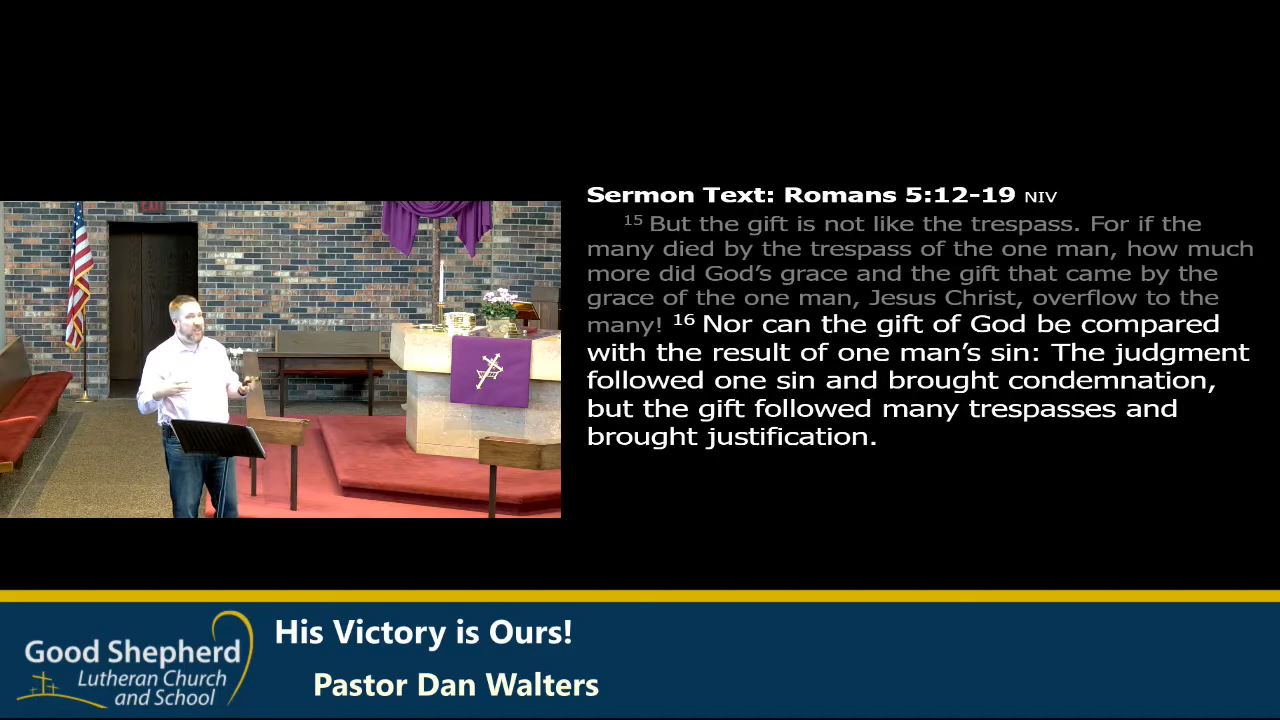 Sermon Text: Romans 5:12-19 NIV
15 But the gift is not like the trespass. For if the
many died by the trespass of the one man, how much
more did God's grace and the gift that came by the
grace of the one man, Jesus Christ, overflow to the
many! 16 Nor can the gift of God be compared
with the result of one man's sin: The judgment
followed one sin and brought condemnation,
but the gift followed many trespasses and
brought justification.
His Victory is Ours!
Pastor Dan Walters
Good Shepherd
Lutheran Church
and School